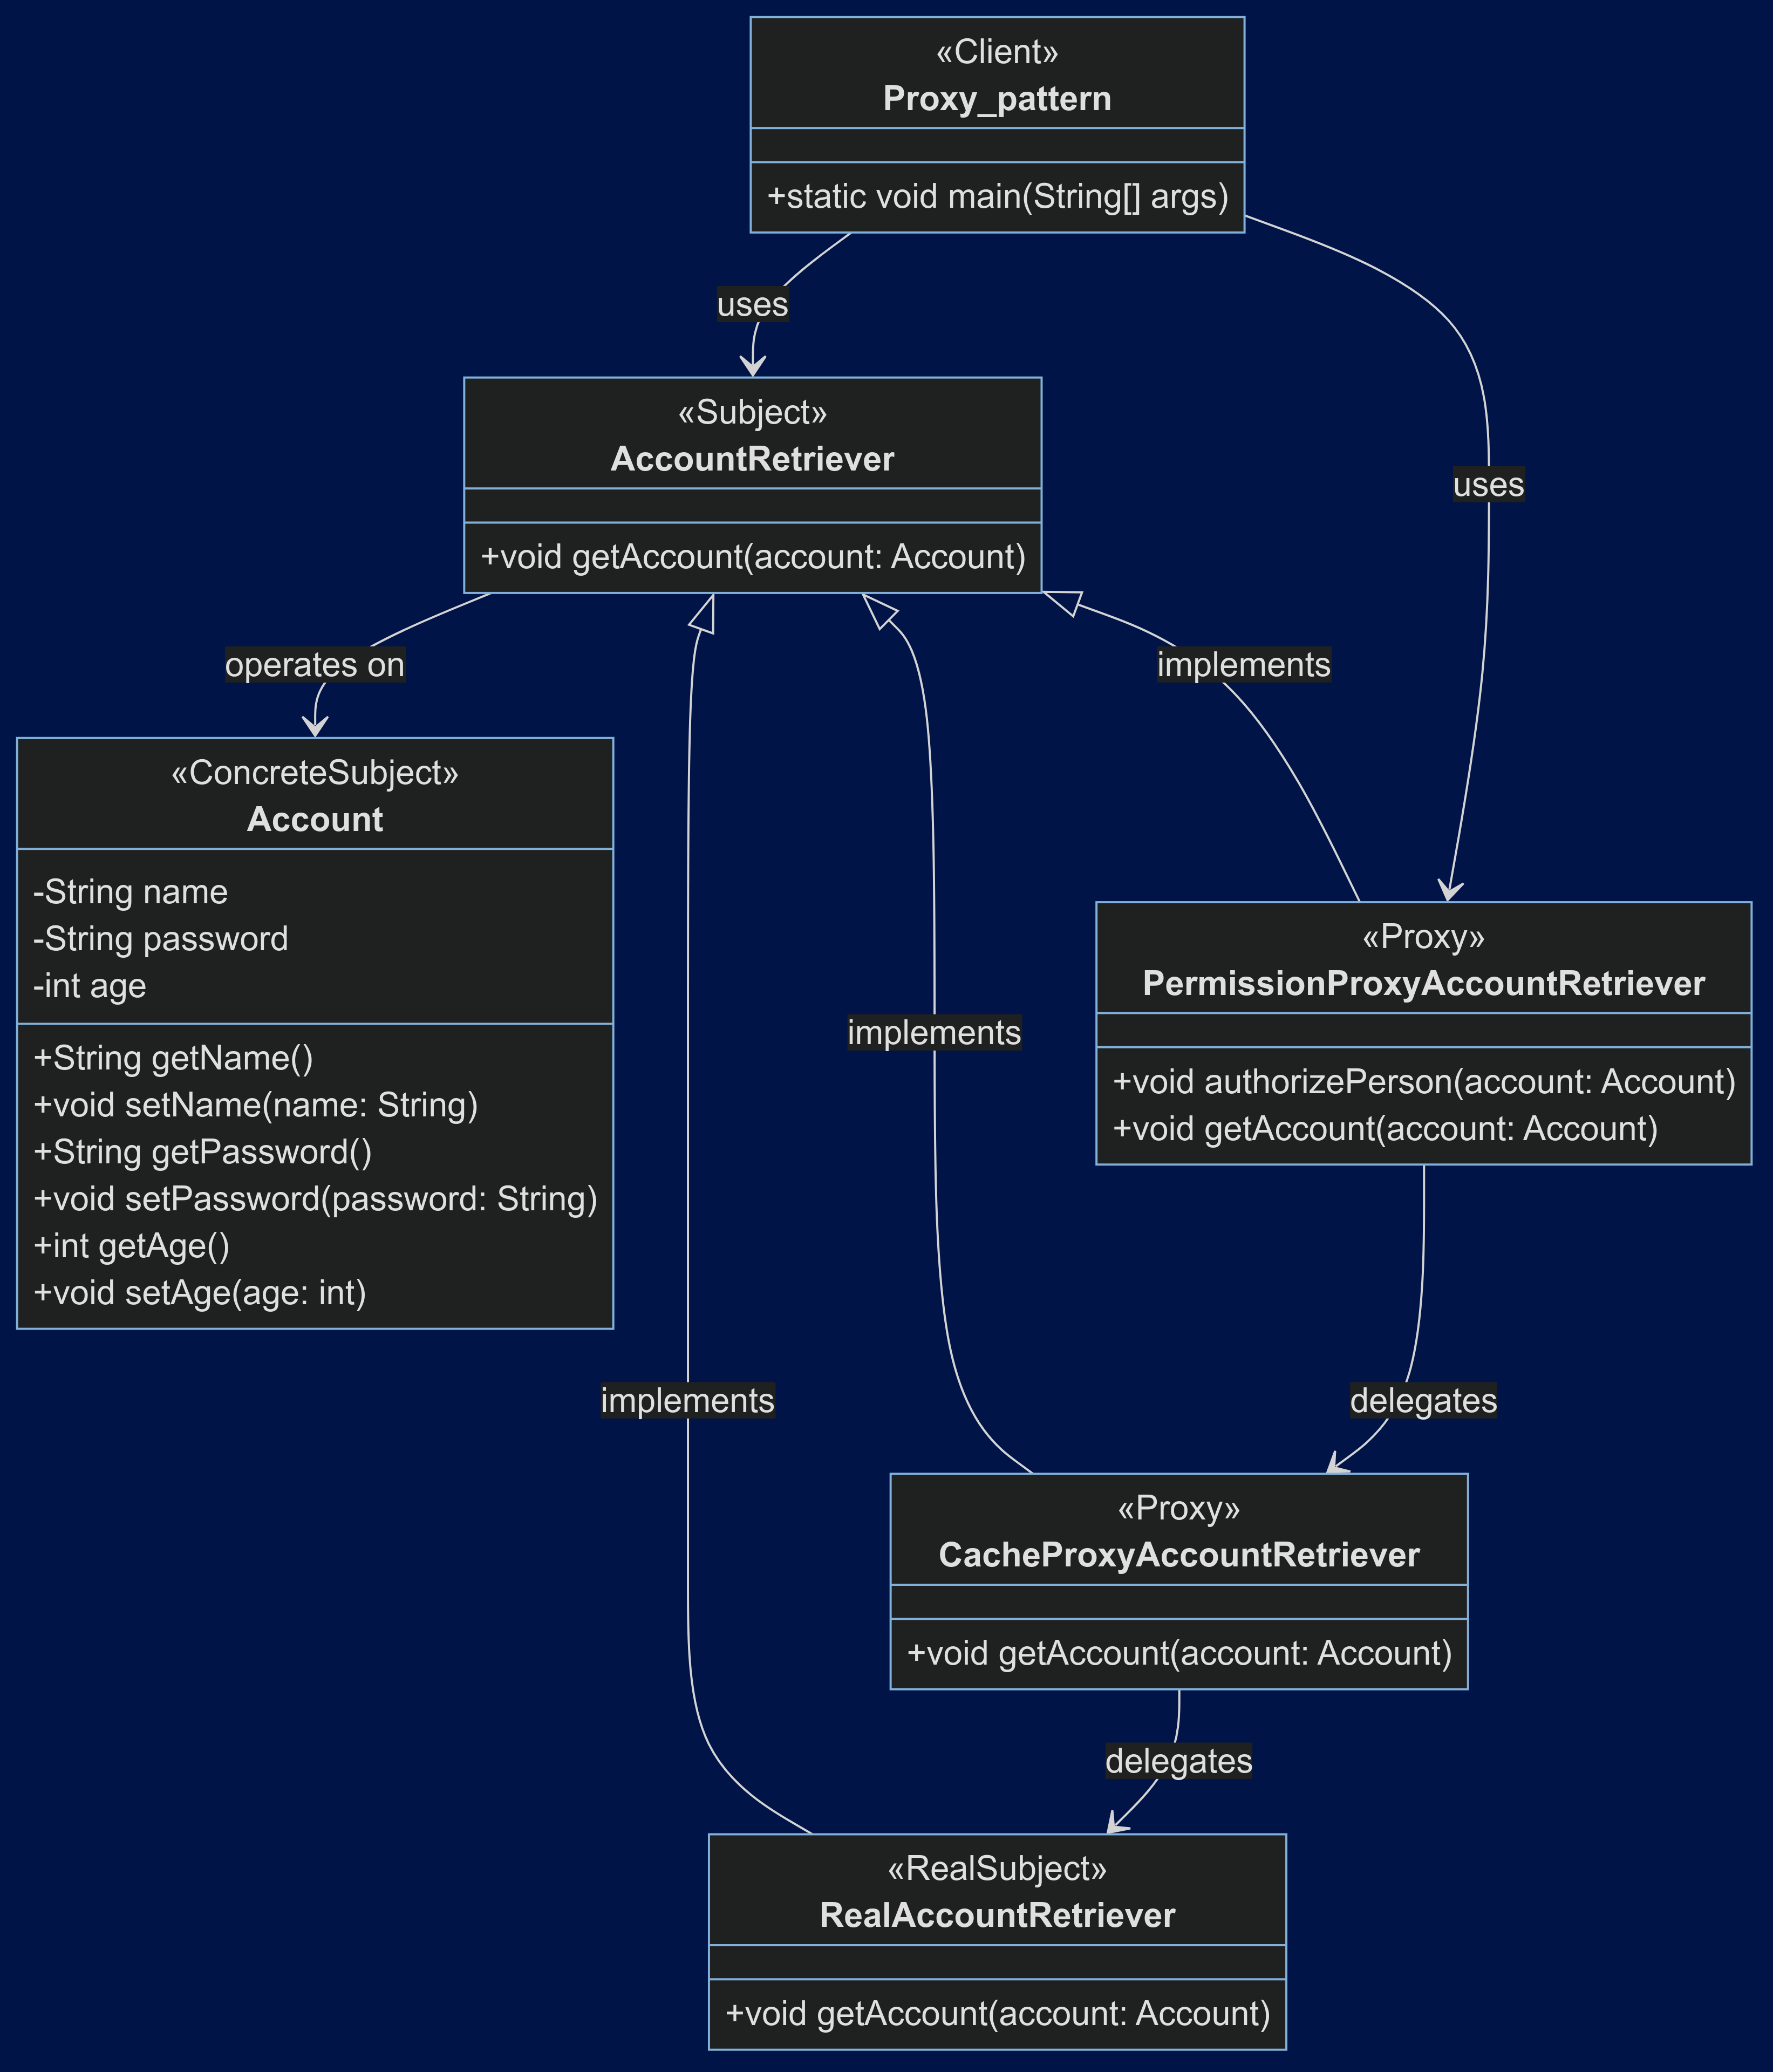 «Client»
Proxy_pattern
+static void main(String[] args)
uses
uses
«Subject»
AccountRetriever
+void getAccount(account: Account)
operates on
implements
«ConcreteSubject»
Account
-String name
-String password
-int age
+String getName()
+void setName(name: String)
+String getPassword()
+void setPassword(password: String)
+int getAge()
+void setAge(age: int)
implements
«Proxy»
PermissionProxyAccountRetriever
+void authorizePerson(account: Account)
+void getAccount(account: Account)
implements
delegates
«Proxy»
CacheProxyAccountRetriever
+void getAccount(account: Account)
delegates
«RealSubject»
RealAccountRetriever
+void getAccount(account: Account)